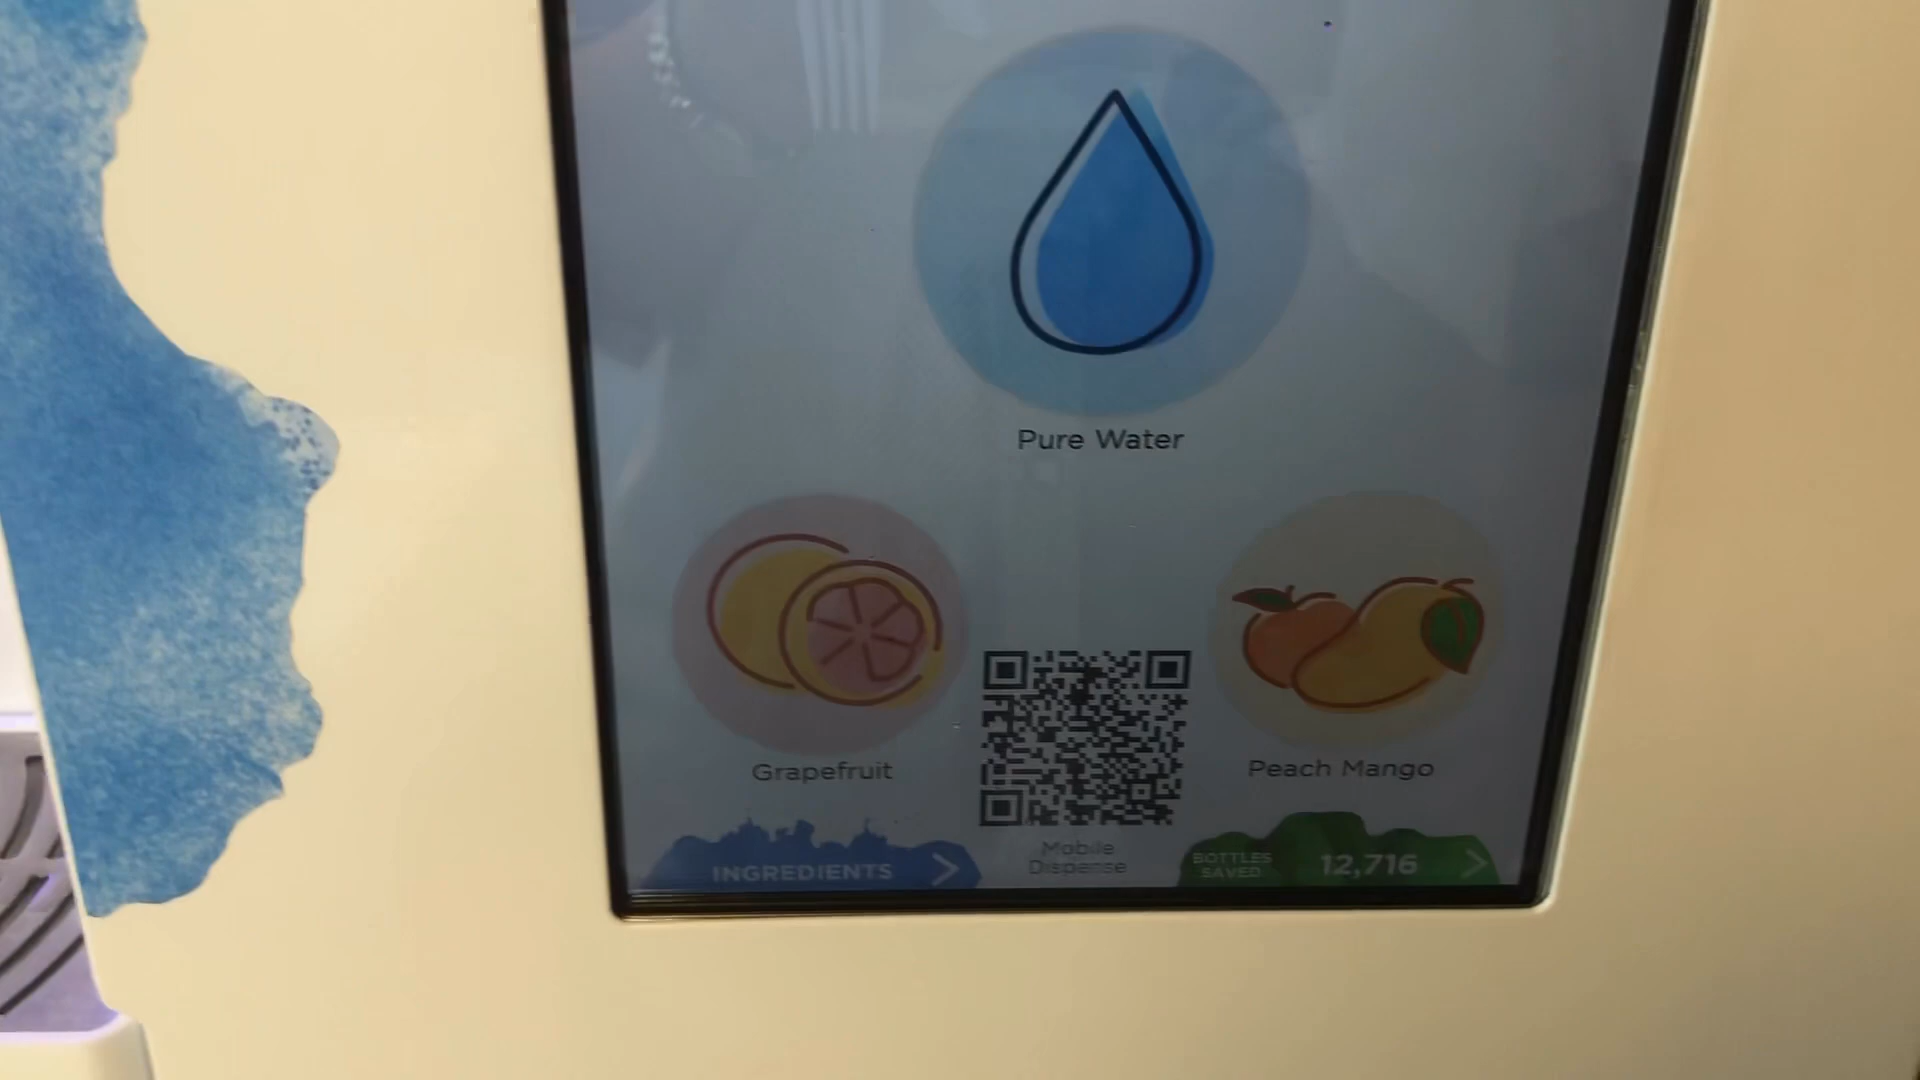 Pure Water
Grapefruit
Peach Mango
INGREDIENTS
Mobile
Dispense
BOTTLES
SAVED
12,716